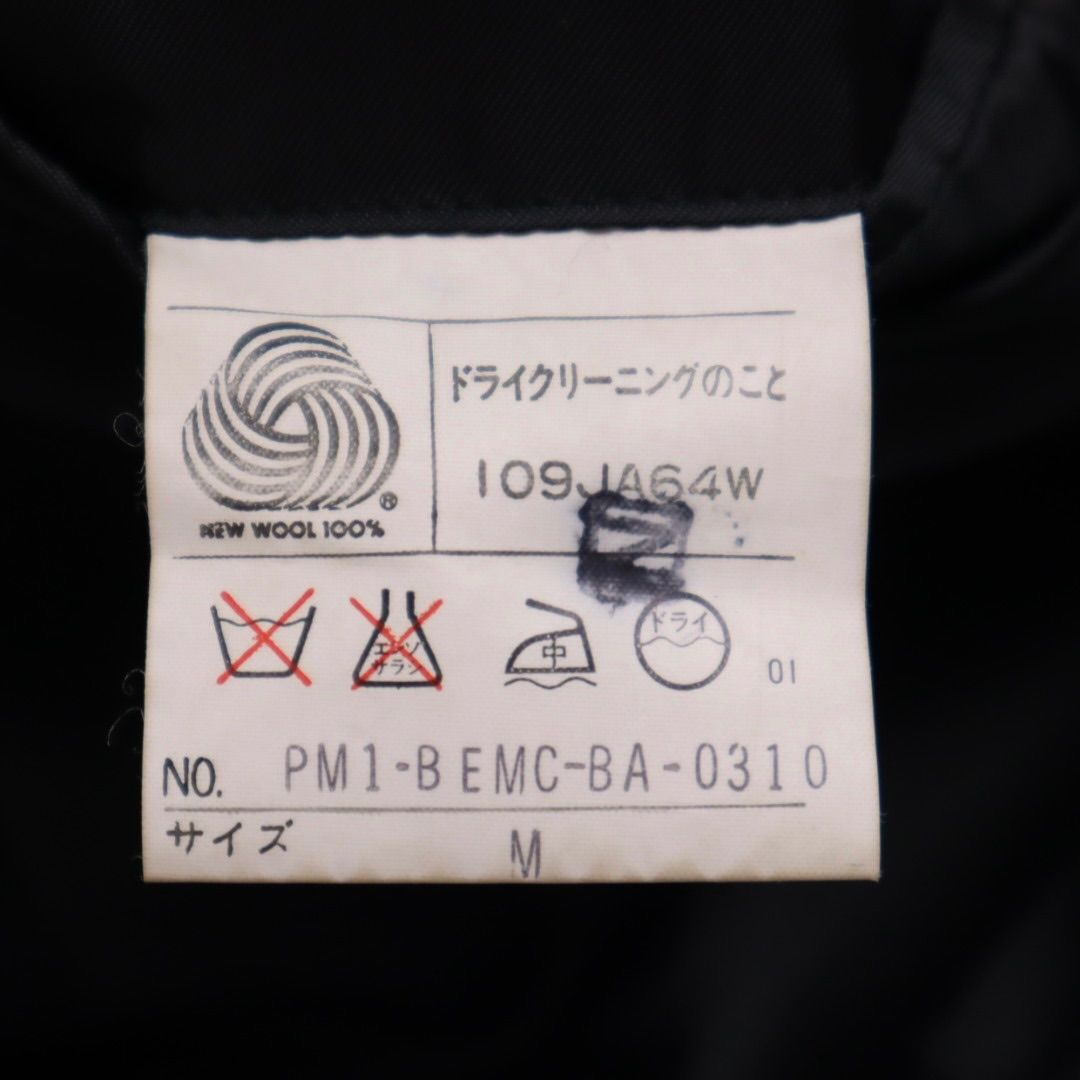 ドライクリーニングのこと
109JA64W
®
NEW WOOL 100%
エンソ
サラシ
中
ドライ
01
NO. PM1-BEMC-BA-0310
サイズ M